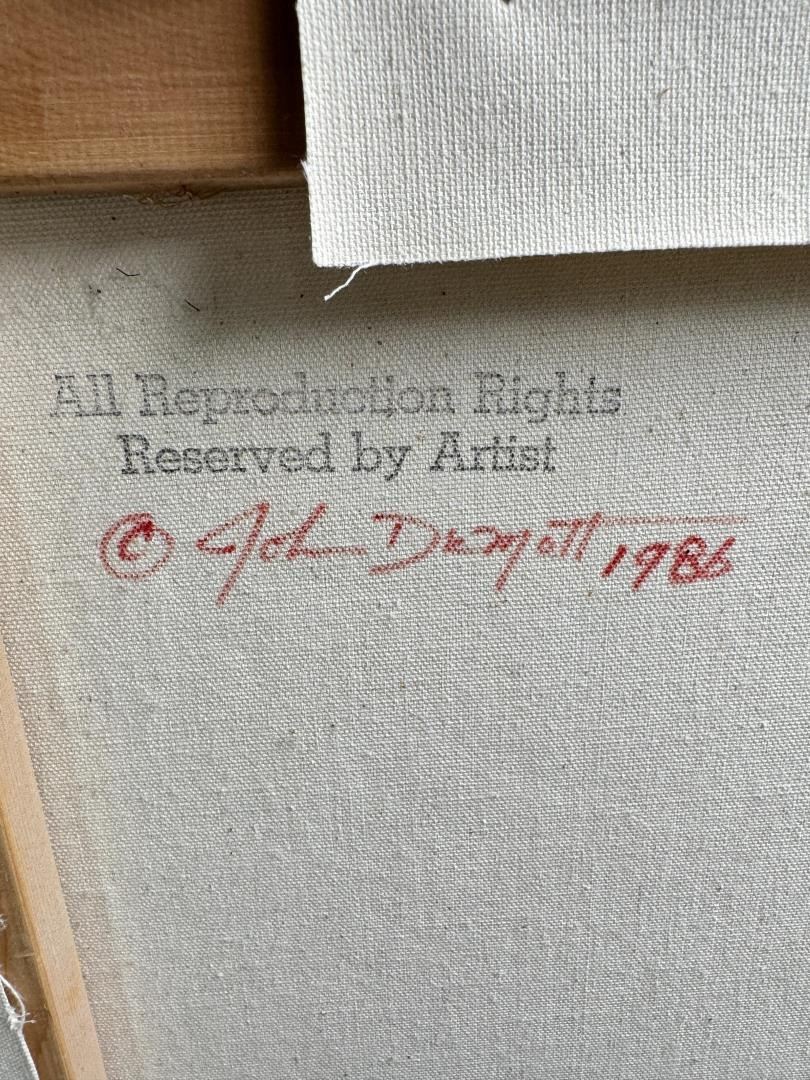 All Reproduction Rights
Reserved by Artist
© John Dermott 1986